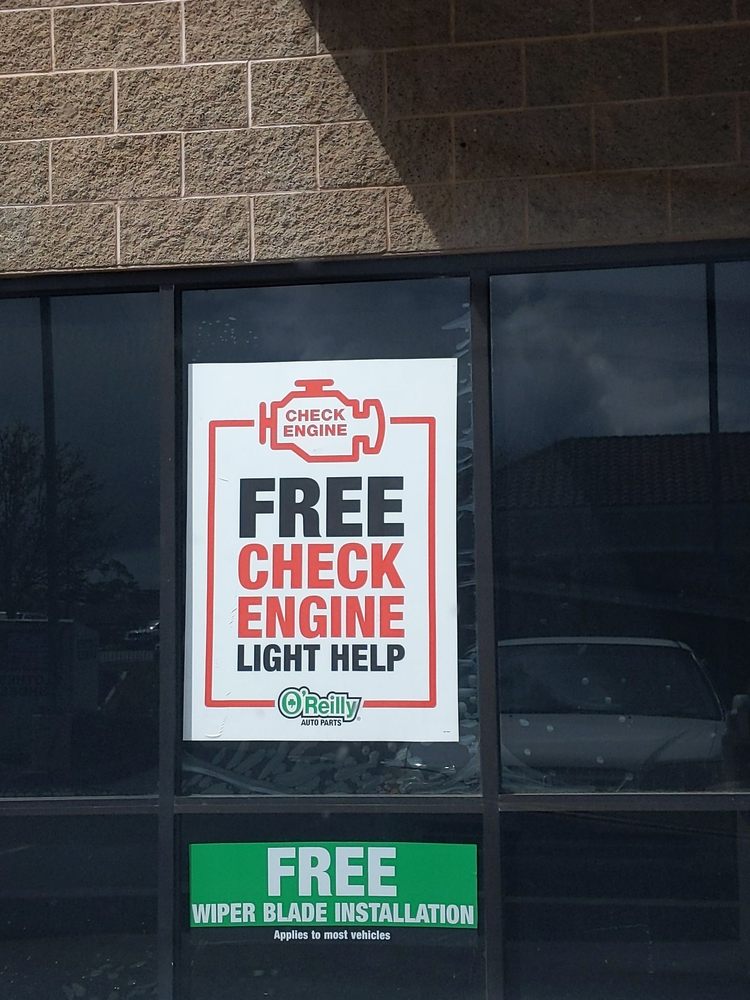 CHECK
ENGINE
FREE
CHECK
ENGINE
LIGHT HELP
O'Reilly
AUTO PARTS
FREE
WIPER BLADE INSTALLATION
Applies to most vehicles